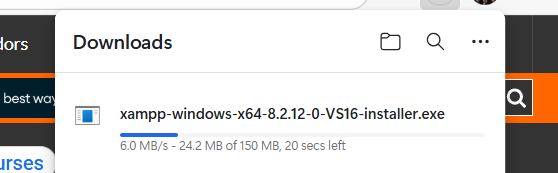 dors
Downloads
best way
xampp-windows-x64-8.2.12-0-VS16-installer.exe
6.0 MB/s - 24.2 MB of 150 MB, 20 secs left
urses